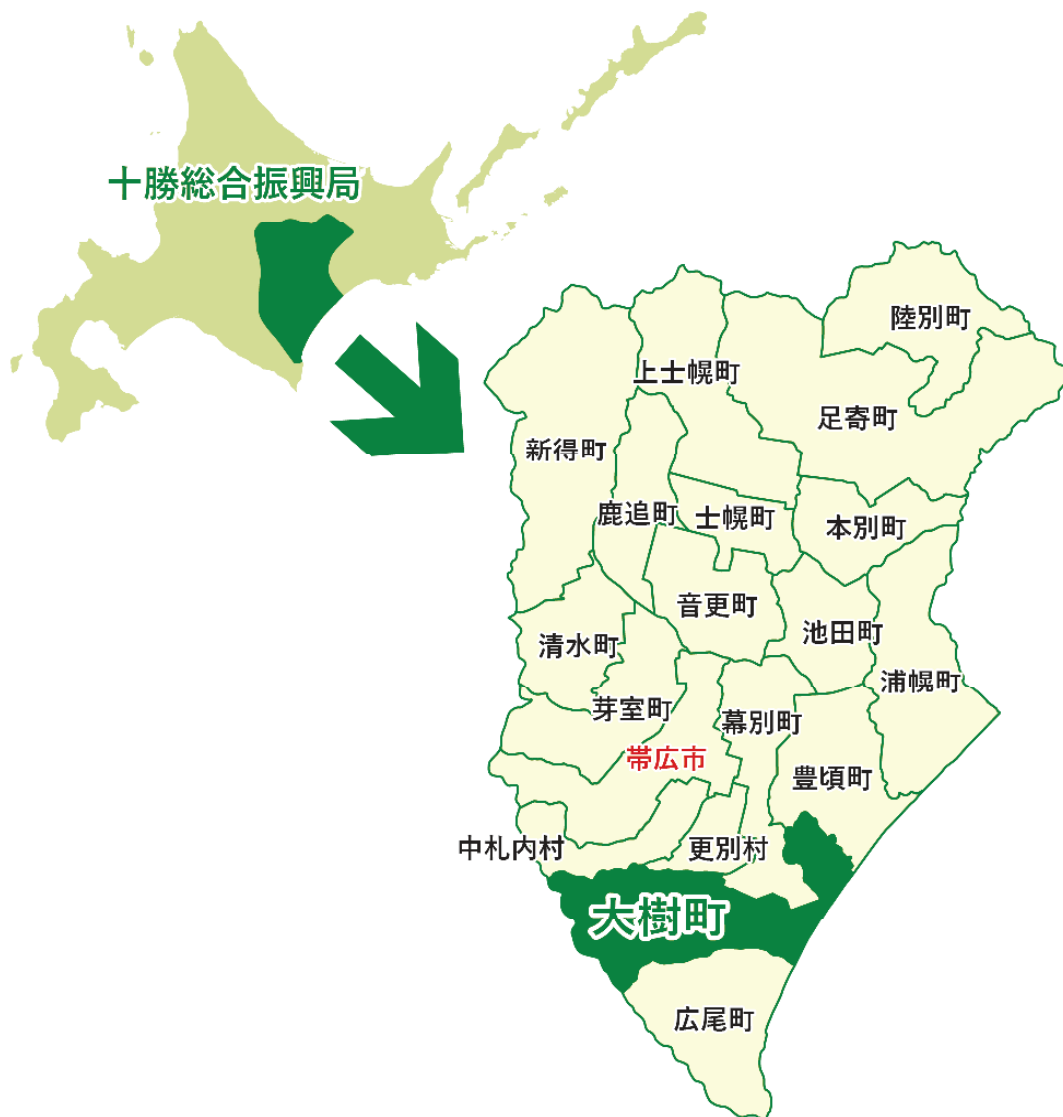 十勝総合振興局
陸別町
上士幌町
足寄町
新得町
鹿追町
士幌町
本別町
音更町
池田町
清水町
浦幌町
芽室町
幕別町
帯広市
豊頃町
中札内村
更別村
大樹町
広尾町